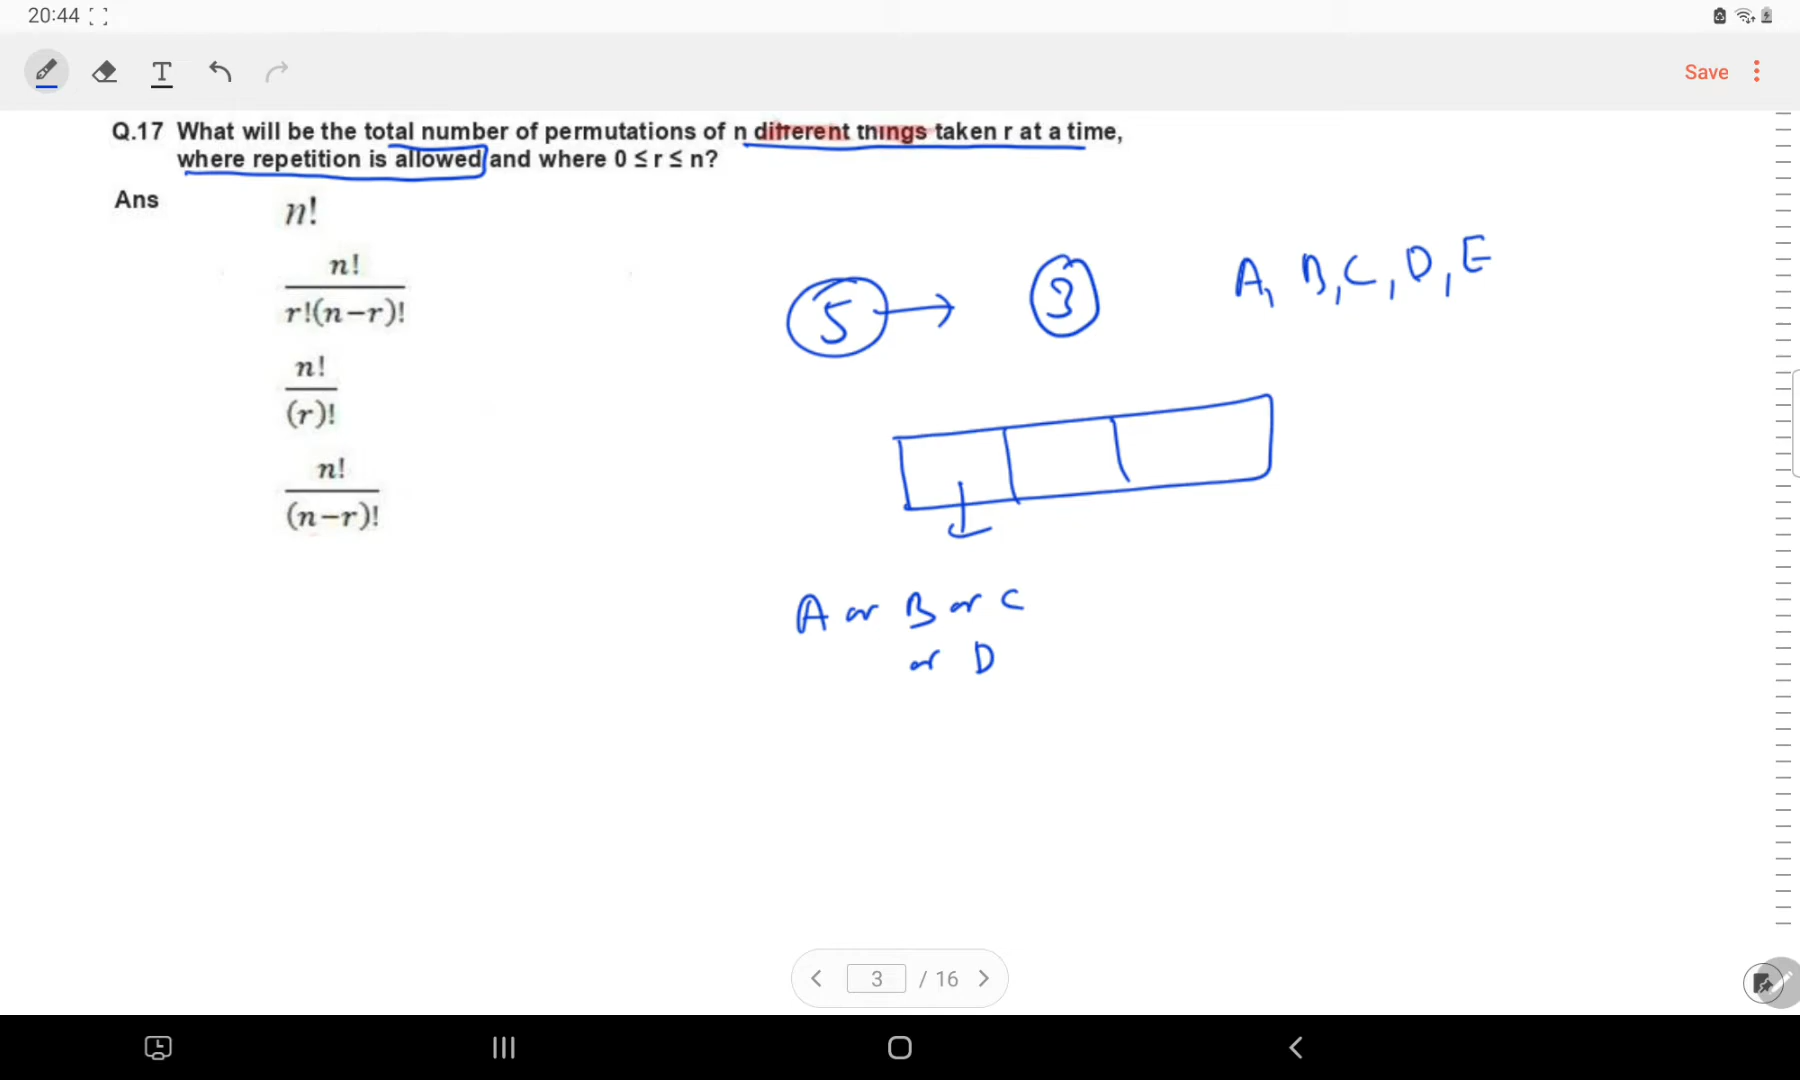 20:44
Save
Q.17 What will be the total number of permutations of n different things taken r at a time,
where repetition is allowed and where 0 ≤ r ≤ n?
Ans
n!
n!
r!(n−r)!
n!
(r)!
n!
(n−r)!
5 → 3
A, B, C, D, E
A or B or C
or D
3 / 16